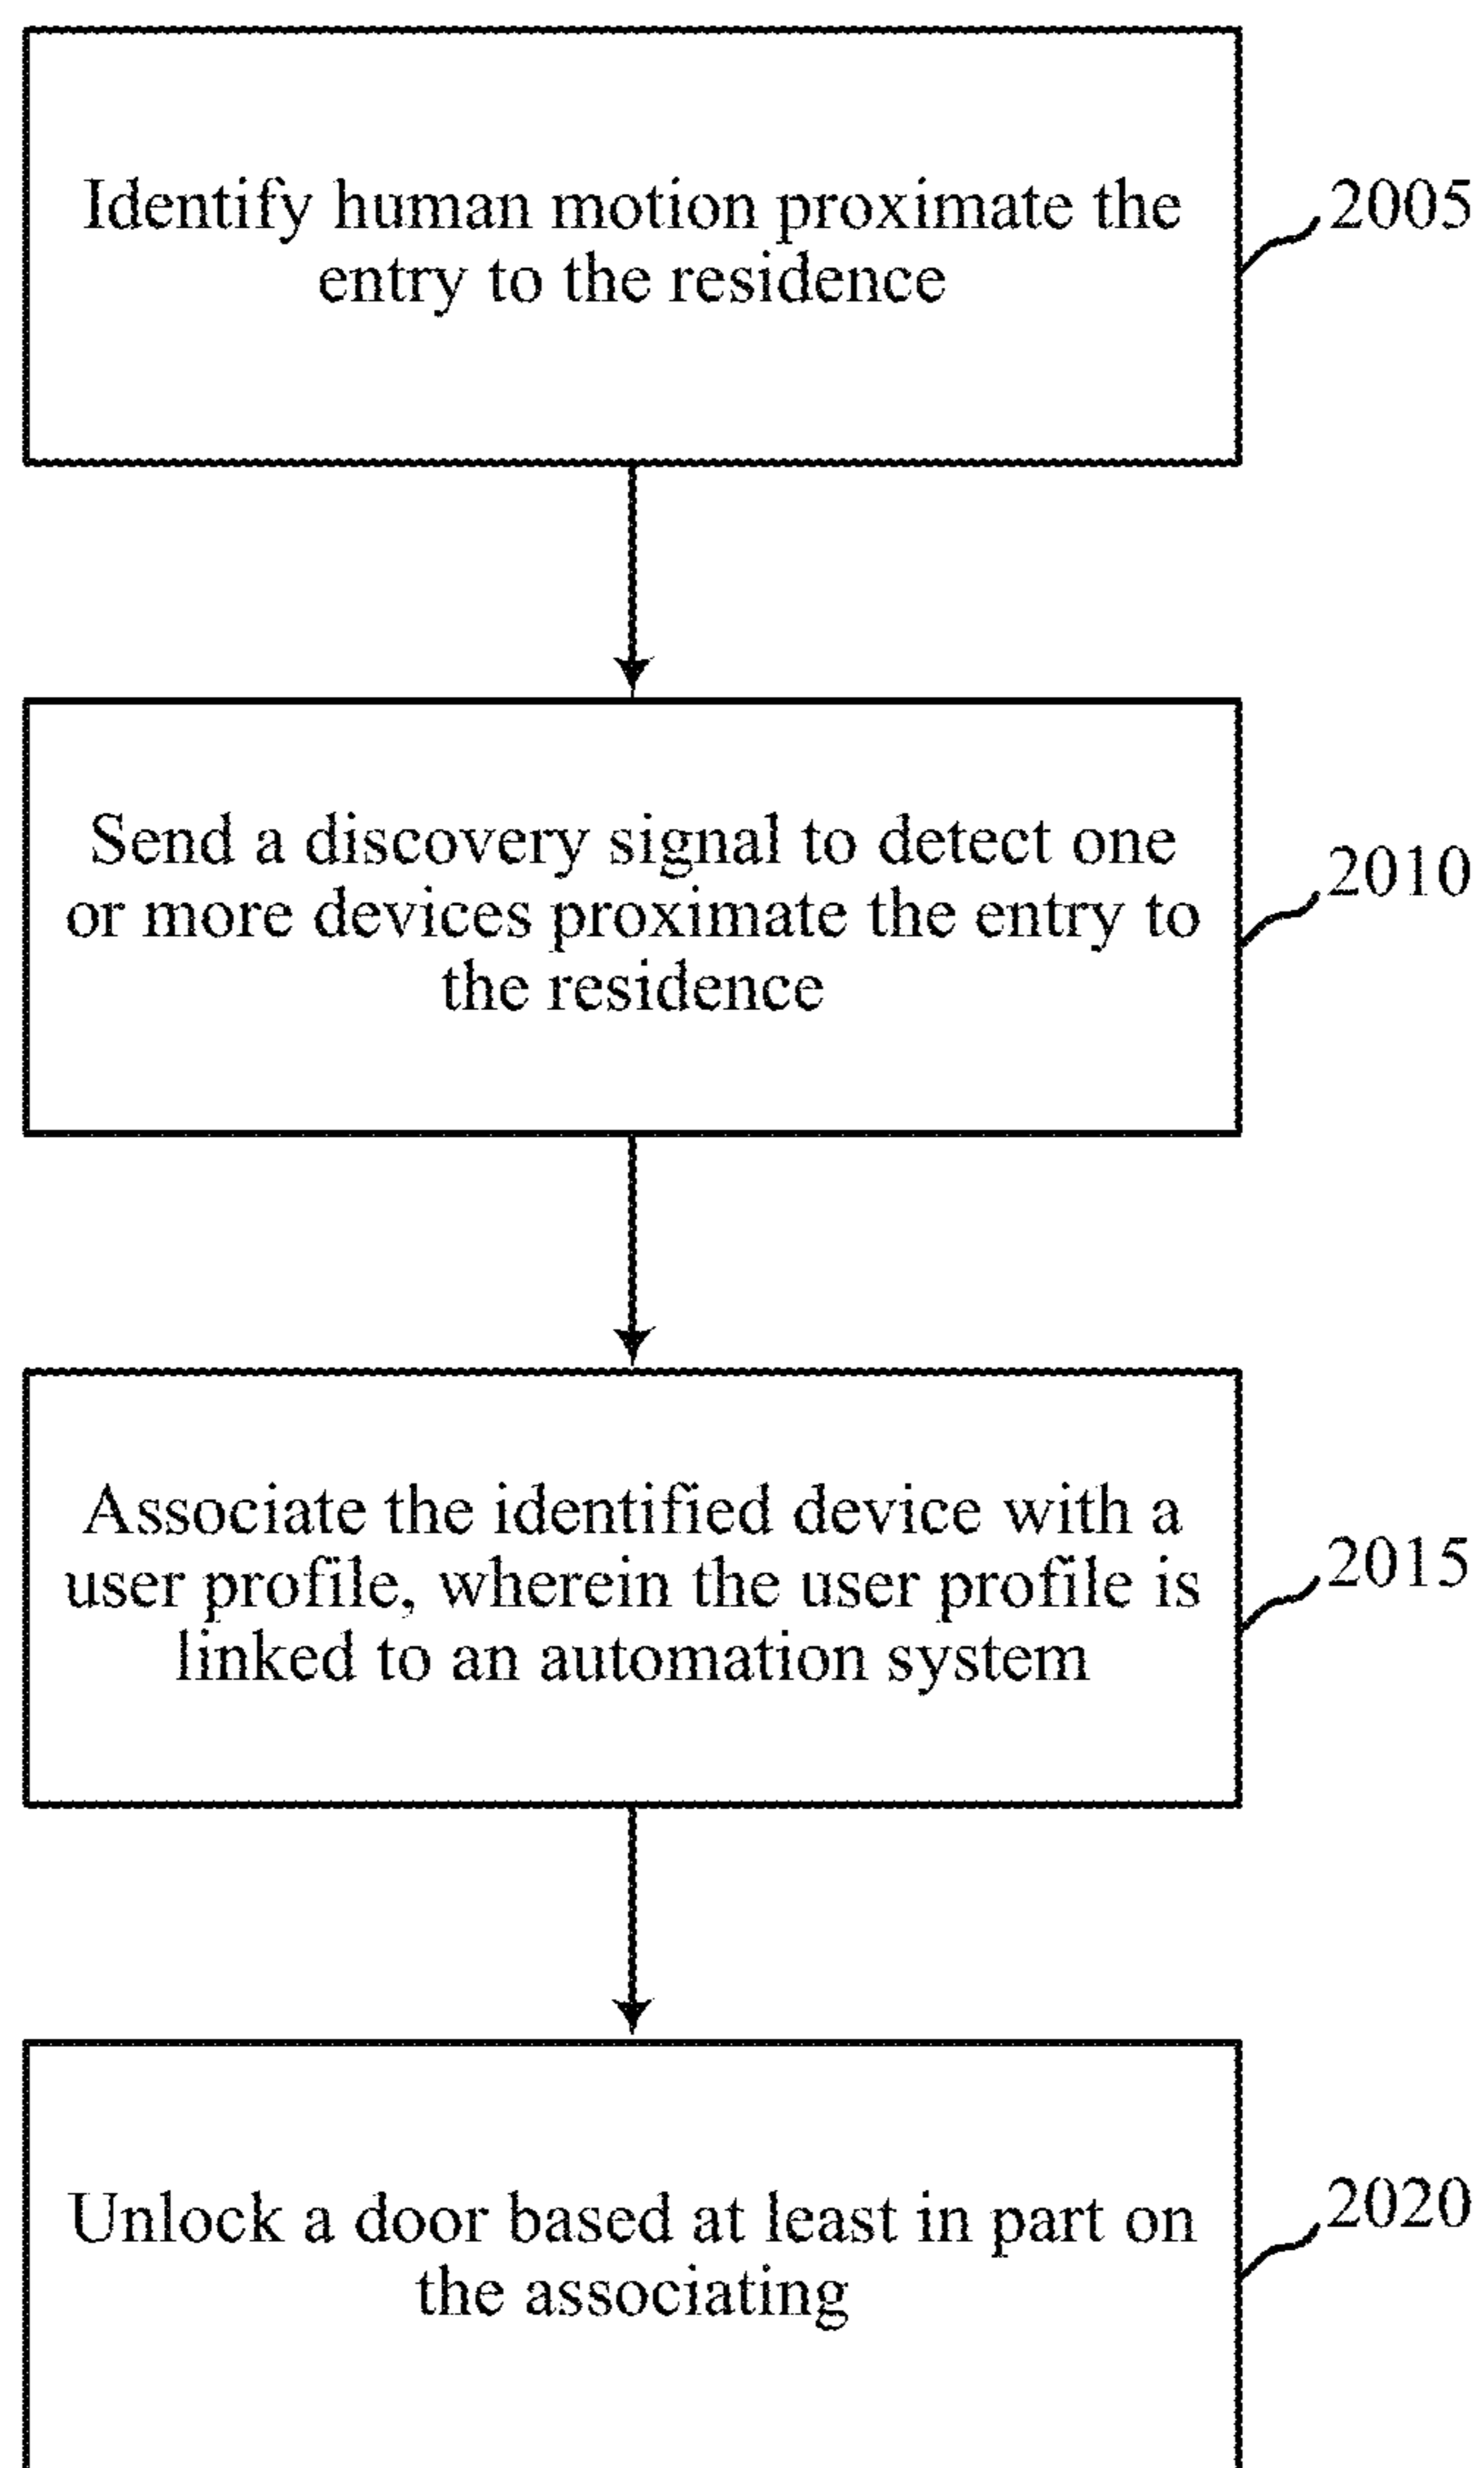 Identify human motion proximate the
entry to the residence
2005
Send a discovery signal to detect one
or more devices proximate the entry to
the residence
2010
Associate the identified device with a
user profile, wherein the user profile is
linked to an automation system
2015
Unlock a door based at least in part on
the associating
2020